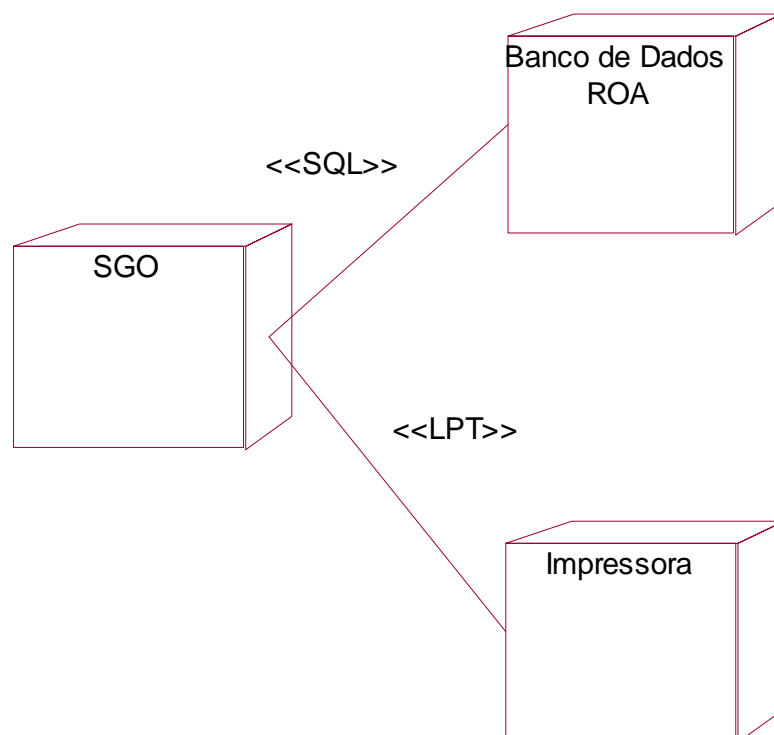 Banco de Dados
ROA
<<SQL>>
SGO
<<LPT>>
Impressora